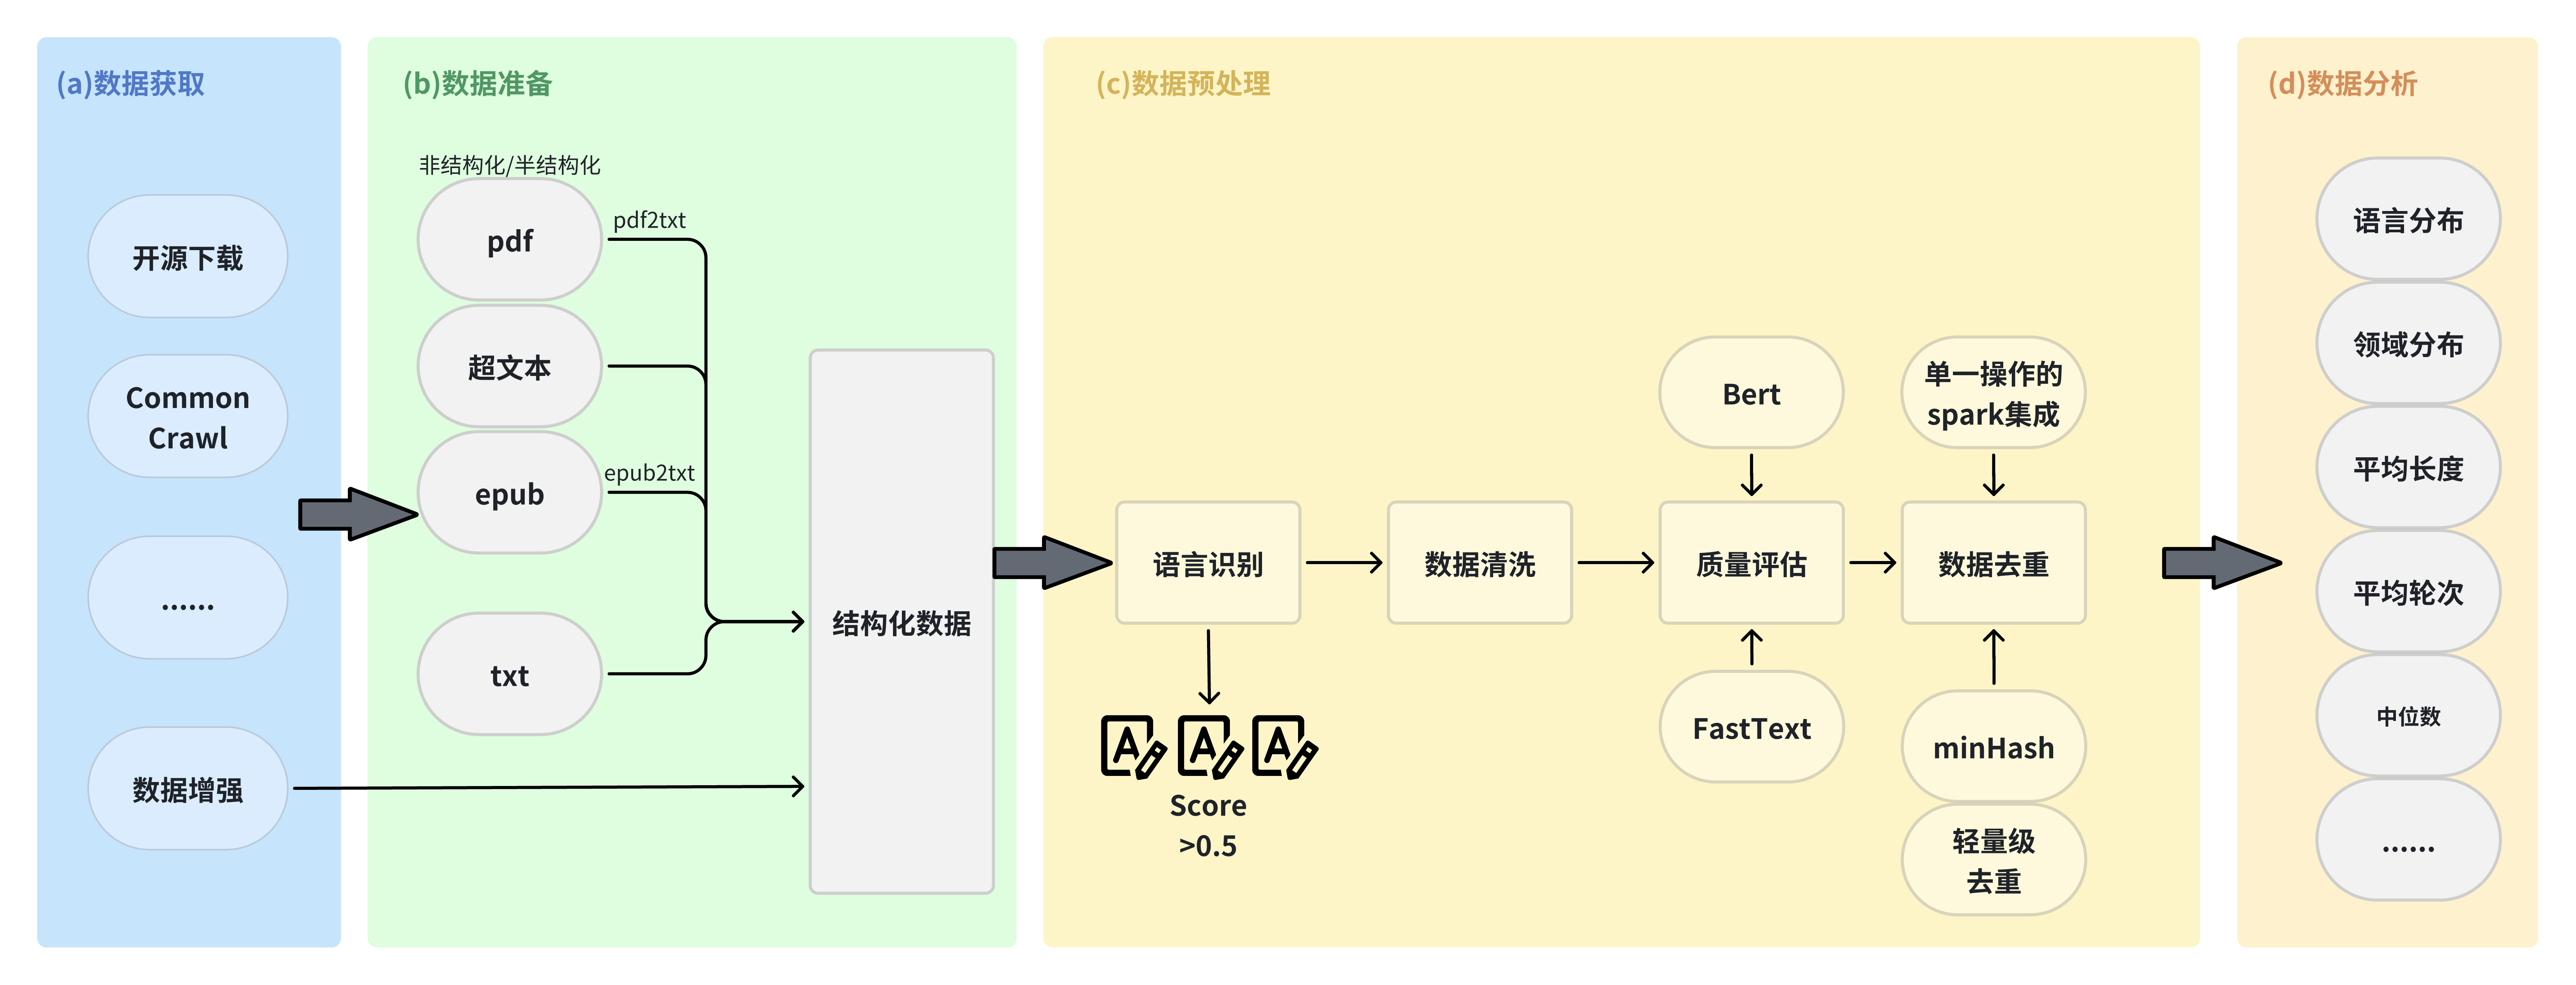 (a)数据获取
开源下载
Common
Crawl
......
数据增强
(b)数据准备
非结构化/半结构化
pdf
pdf2txt
超文本
epub
epub2txt
txt
结构化数据
(c)数据预处理
语言识别
Score
>0.5
数据清洗
Bert
质量评估
FastText
单一操作的
spark集成
数据去重
minHash
轻量级
去重
(d)数据分析
语言分布
领域分布
平均长度
平均轮次
中位数
......